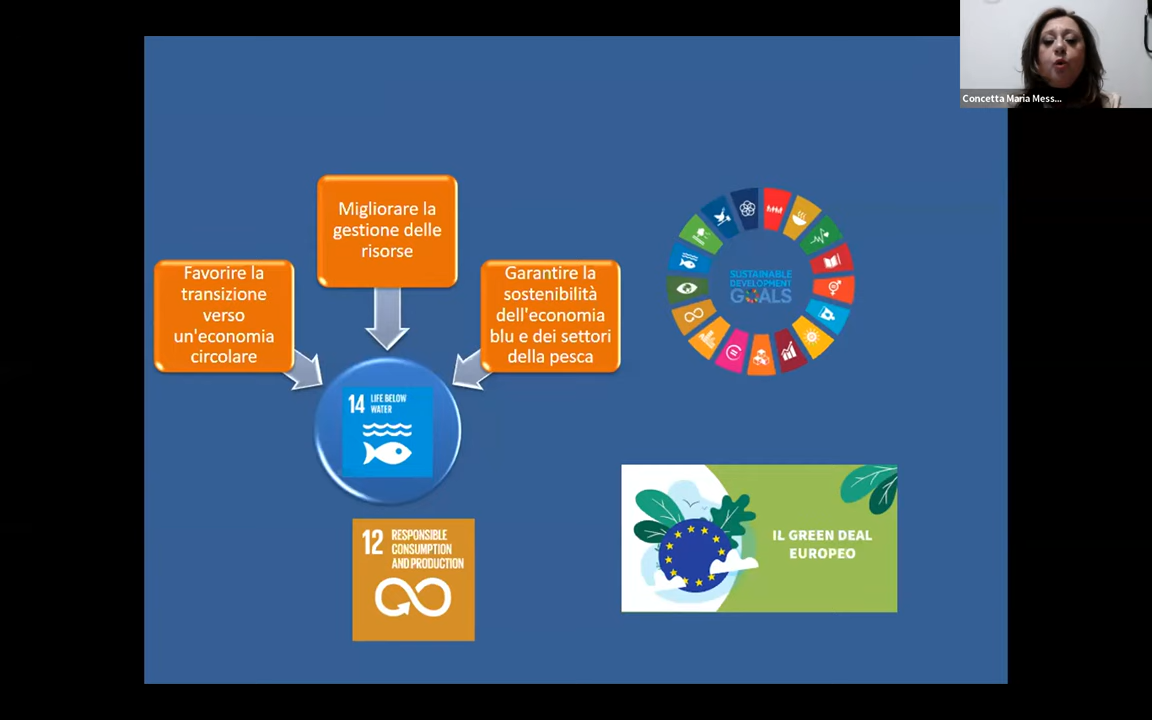 Concetta Maria Mess...
Migliorare la
gestione delle
risorse
Favorire la
transizione
verso
un'economia
circolare
Garantire la
sostenibilità
dell'economia
blu e dei settori
della pesca
14 LIFE BELOW
WATER
12 RESPONSIBLE
CONSUMPTION
AND PRODUCTION
SUSTAINABLE
DEVELOPMENT
GOALS
IL GREEN DEAL
EUROPEO